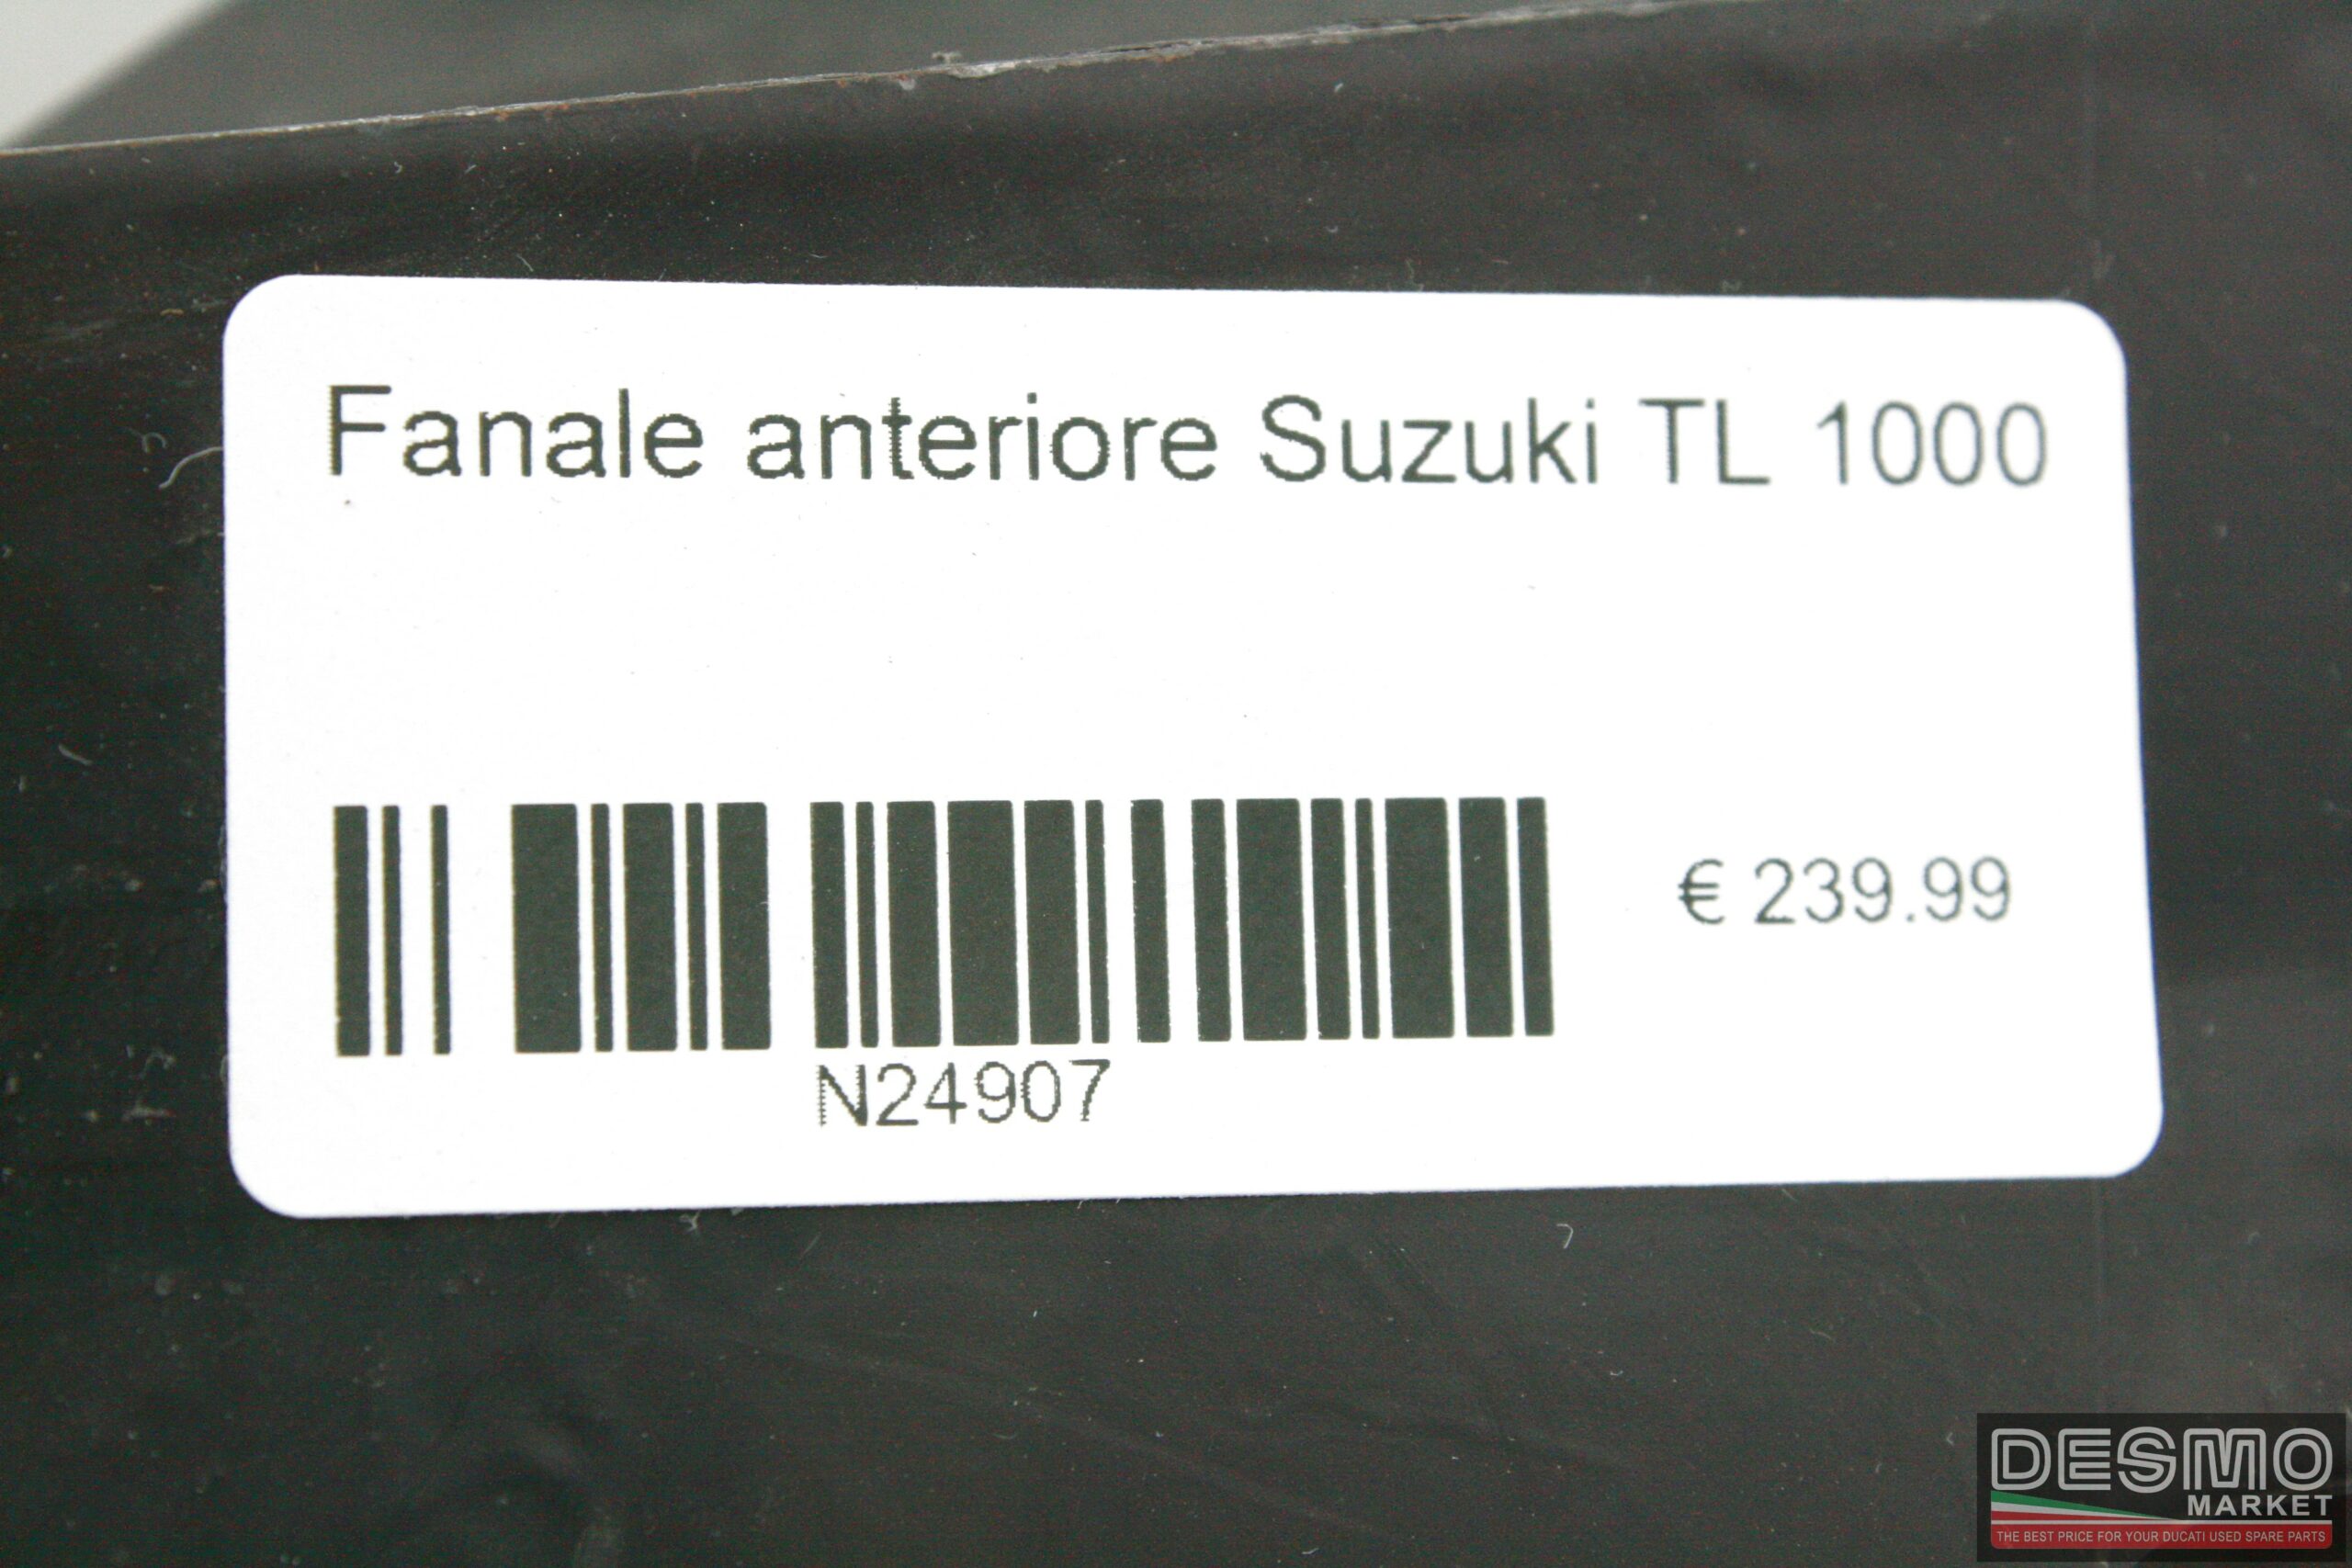 Fanale anteriore Suzuki TL 1000
€ 239.99
N24907
DESMO
MARKET
THE BEST PRICE FOR YOUR DUCATI USED SPARE PARTS